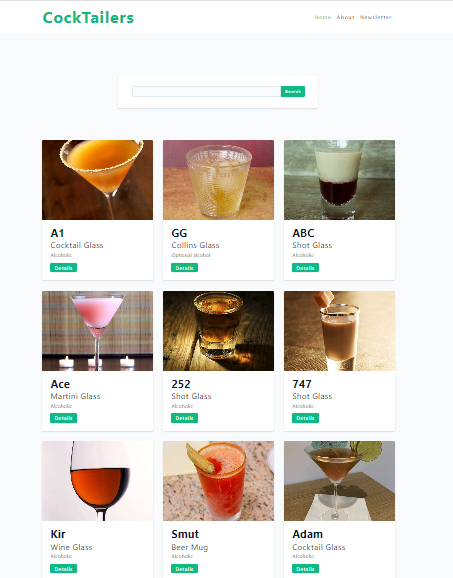 CockTailers
Home About Newsletter
Search
A1
Cocktail Glass
Alcoholic
Details
GG
Collins Glass
Optional alcohol
Details
ABC
Shot Glass
Alcoholic
Details
Ace
Martini Glass
Alcoholic
Details
252
Shot Glass
Alcoholic
Details
747
Shot Glass
Alcoholic
Details
Kir
Wine Glass
Alcoholic
Details
Smut
Beer Mug
Alcoholic
Details
Adam
Cocktail Glass
Alcoholic
Details